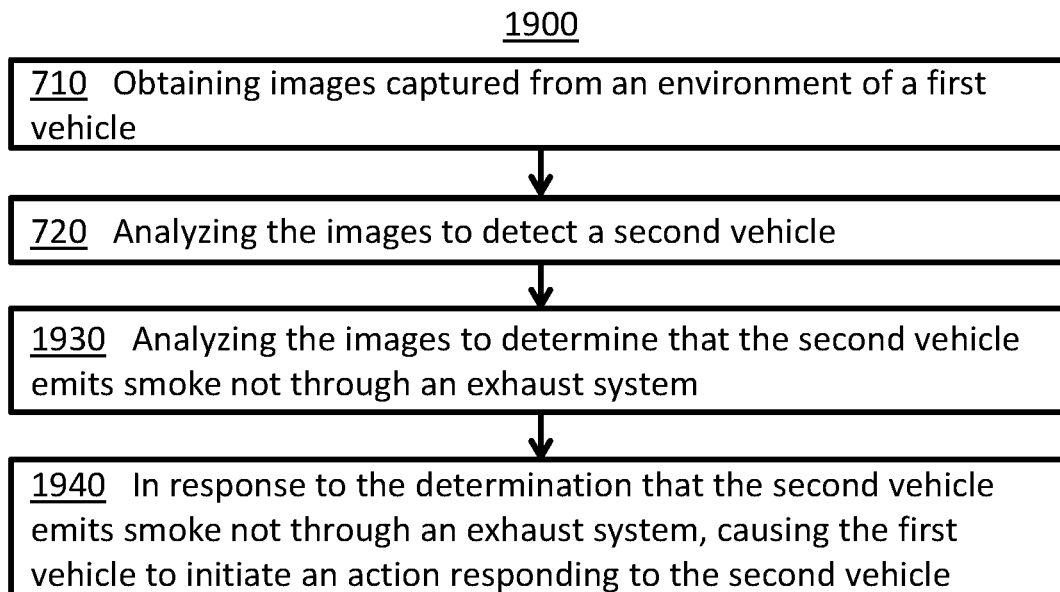 1900
710 Obtaining images captured from an environment of a first
vehicle
720 Analyzing the images to detect a second vehicle
1930 Analyzing the images to determine that the second vehicle
emits smoke not through an exhaust system
1940 In response to the determination that the second vehicle
emits smoke not through an exhaust system, causing the first
vehicle to initiate an action responding to the second vehicle